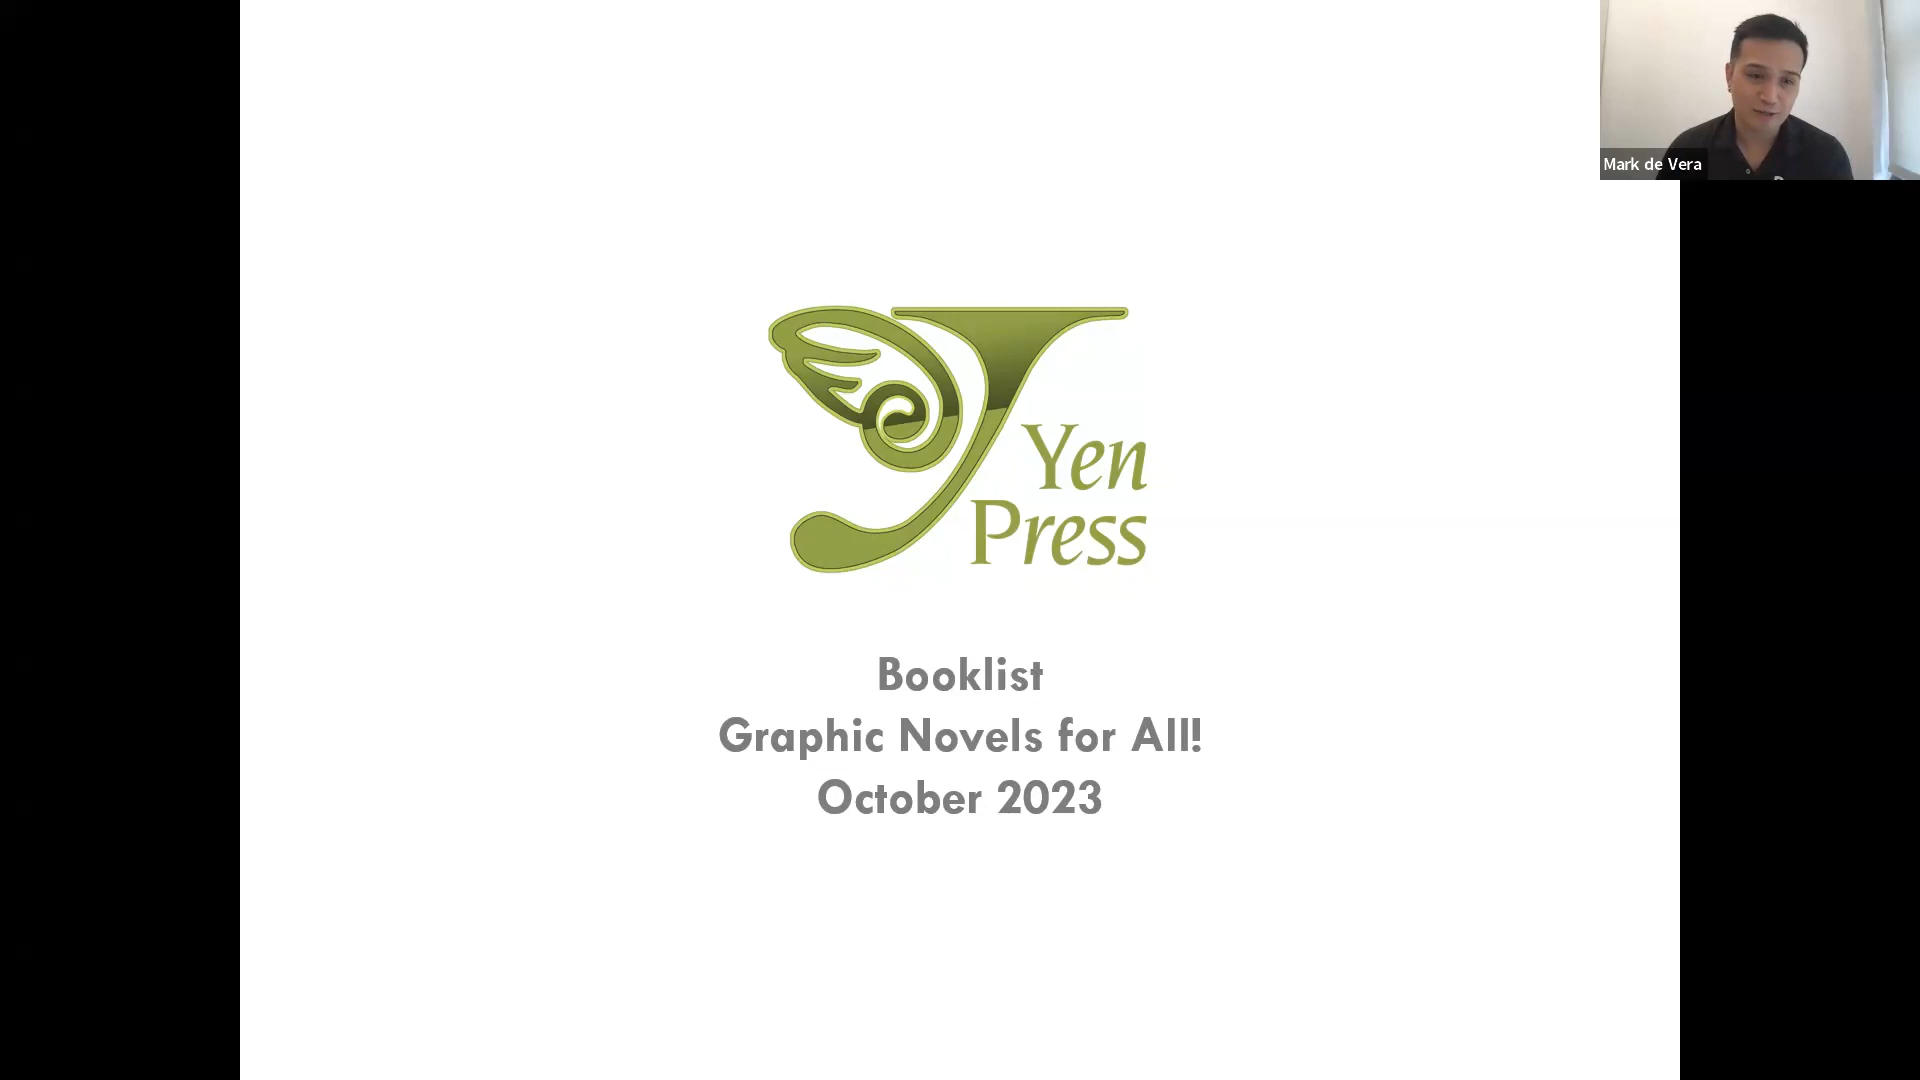 Mark de Vera
Yen
Press
Booklist
Graphic Novels for All!
October 2023